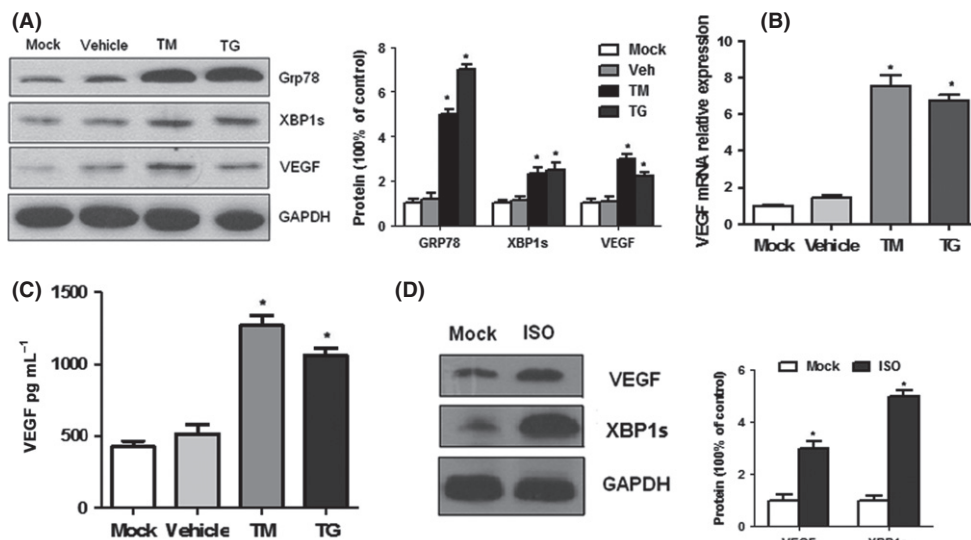 (A)
Mock Vehicle TM TG
Grp78
XBP1s
VEGF
GAPDH
Protein (100% of control)
8
6
4
2
0
Mock
Veh
TM
TG
* * * * * *
GRP78 XBP1s VEGF
(B)
VEGF mRNA relative expression
10
8
6
4
2
0
* *
Mock Vehicle TM TG
(C)
VEGF pg mL⁻¹
1500
1000
500
0
* *
Mock Vehicle TM TG
(D)
Mock ISO
VEGF
XBP1s
GAPDH
Protein (100% of control)
6
4
2
0
Mock ISO
* *